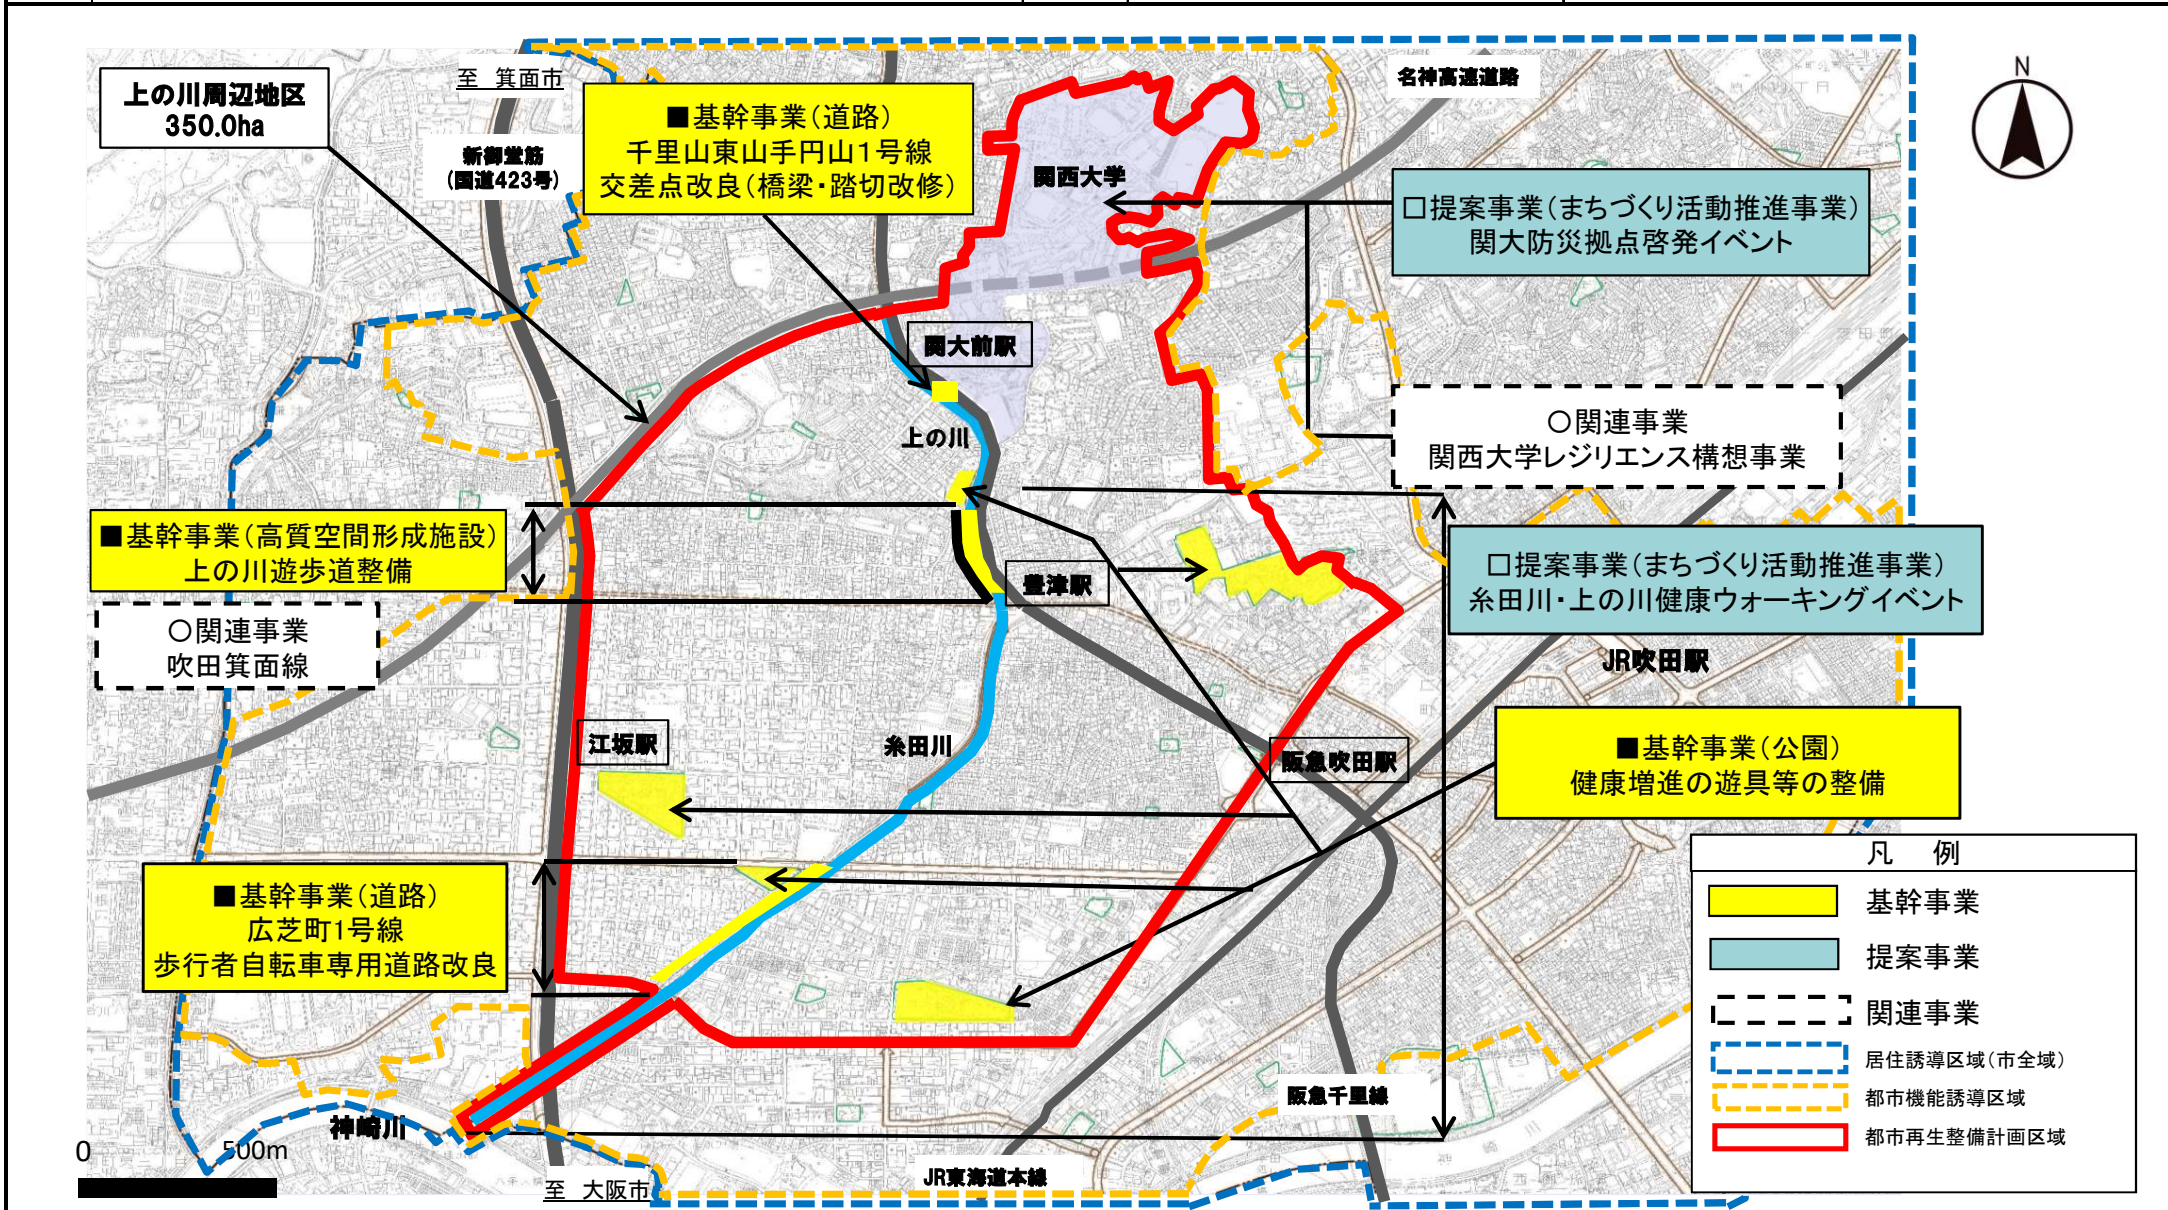 上の川周辺地区
350.0ha
至 箕面市
新御堂筋
(国道423号)
■基幹事業(道路)
千里山東山手円山1号線
交差点改良(橋梁・踏切改修)
関西大学
名神高速道路
N
□提案事業(まちづくり活動推進事業)
関大防災拠点啓発イベント
関大前駅
上の川
○関連事業
関西大学レジリエンス構想事業
■基幹事業(高質空間形成施設)
上の川遊歩道整備
豊津駅
□提案事業(まちづくり活動推進事業)
糸田川・上の川健康ウォーキングイベント
○関連事業
吹田箕面線
JR吹田駅
江坂駅
糸田川
阪急吹田駅
■基幹事業(公園)
健康増進の遊具等の整備
■基幹事業(道路)
広芝町1号線
歩行者自転車専用道路改良
凡 例
基幹事業
提案事業
関連事業
居住誘導区域(市全域)
都市機能誘導区域
都市再生整備計画区域
阪急千里線
神崎川
0
500m
至 大阪市
JR東海道本線